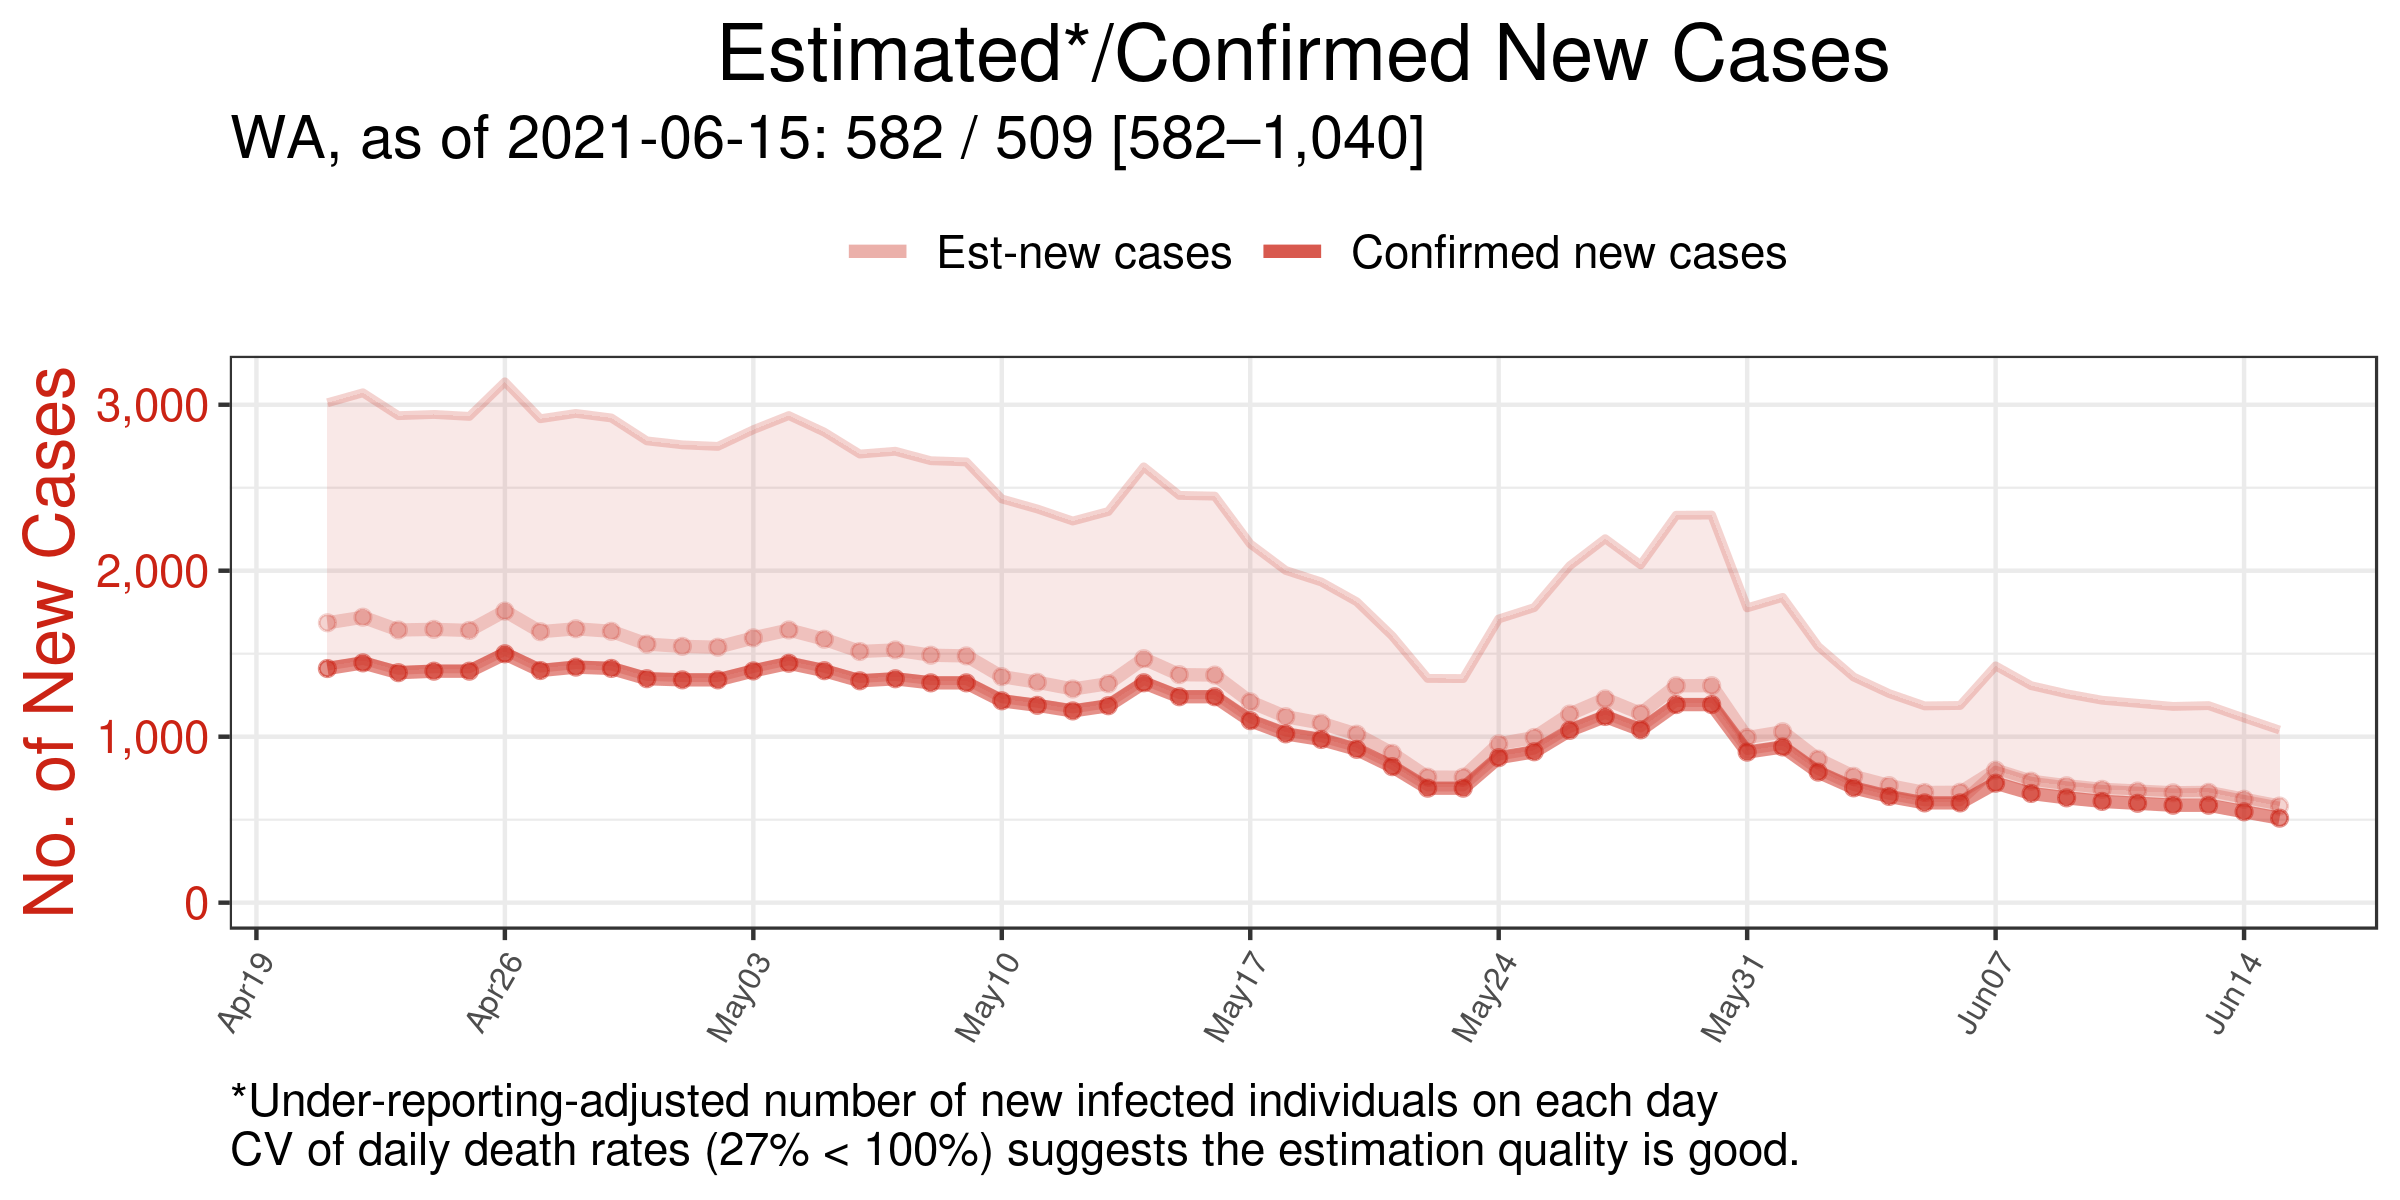 Estimated*/Confirmed New Cases
WA, as of 2021-06-15: 582 / 509 [582–1,040]
Est-new cases
Confirmed new cases
No. of New Cases
3,000
2,000
1,000
0
Apr19
Apr26
May03
May10
May17
May24
May31
Jun07
Jun14
*Under-reporting-adjusted number of new infected individuals on each day
CV of daily death rates (27% < 100%) suggests the estimation quality is good.